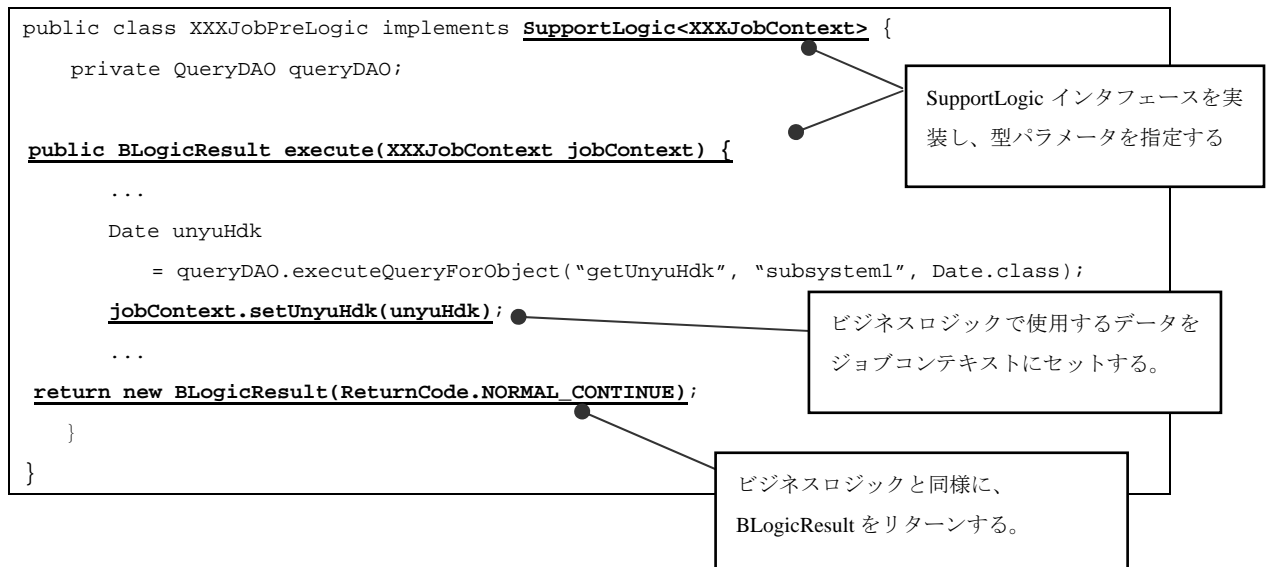 public class XXXJobPreLogic implements SupportLogic<XXXJobContext> {
private QueryDAO queryDAO;
SupportLogic インタフェースを実
装し、型パラメータを指定する
public BLogicResult execute(XXXJobContext jobContext) {
...
Date unyuHdk
= queryDAO.executeQueryForObject(“getUnyuHdk”, “subsystem1”, Date.class);
jobContext.setUnyuHdk(unyuHdk);
ビジネスロジックで使用するデータを
ジョブコンテキストにセットする。
...
return new BLogicResult(ReturnCode.NORMAL_CONTINUE);
}
}
ビジネスロジックと同様に、
BLogicResult をリターンする。